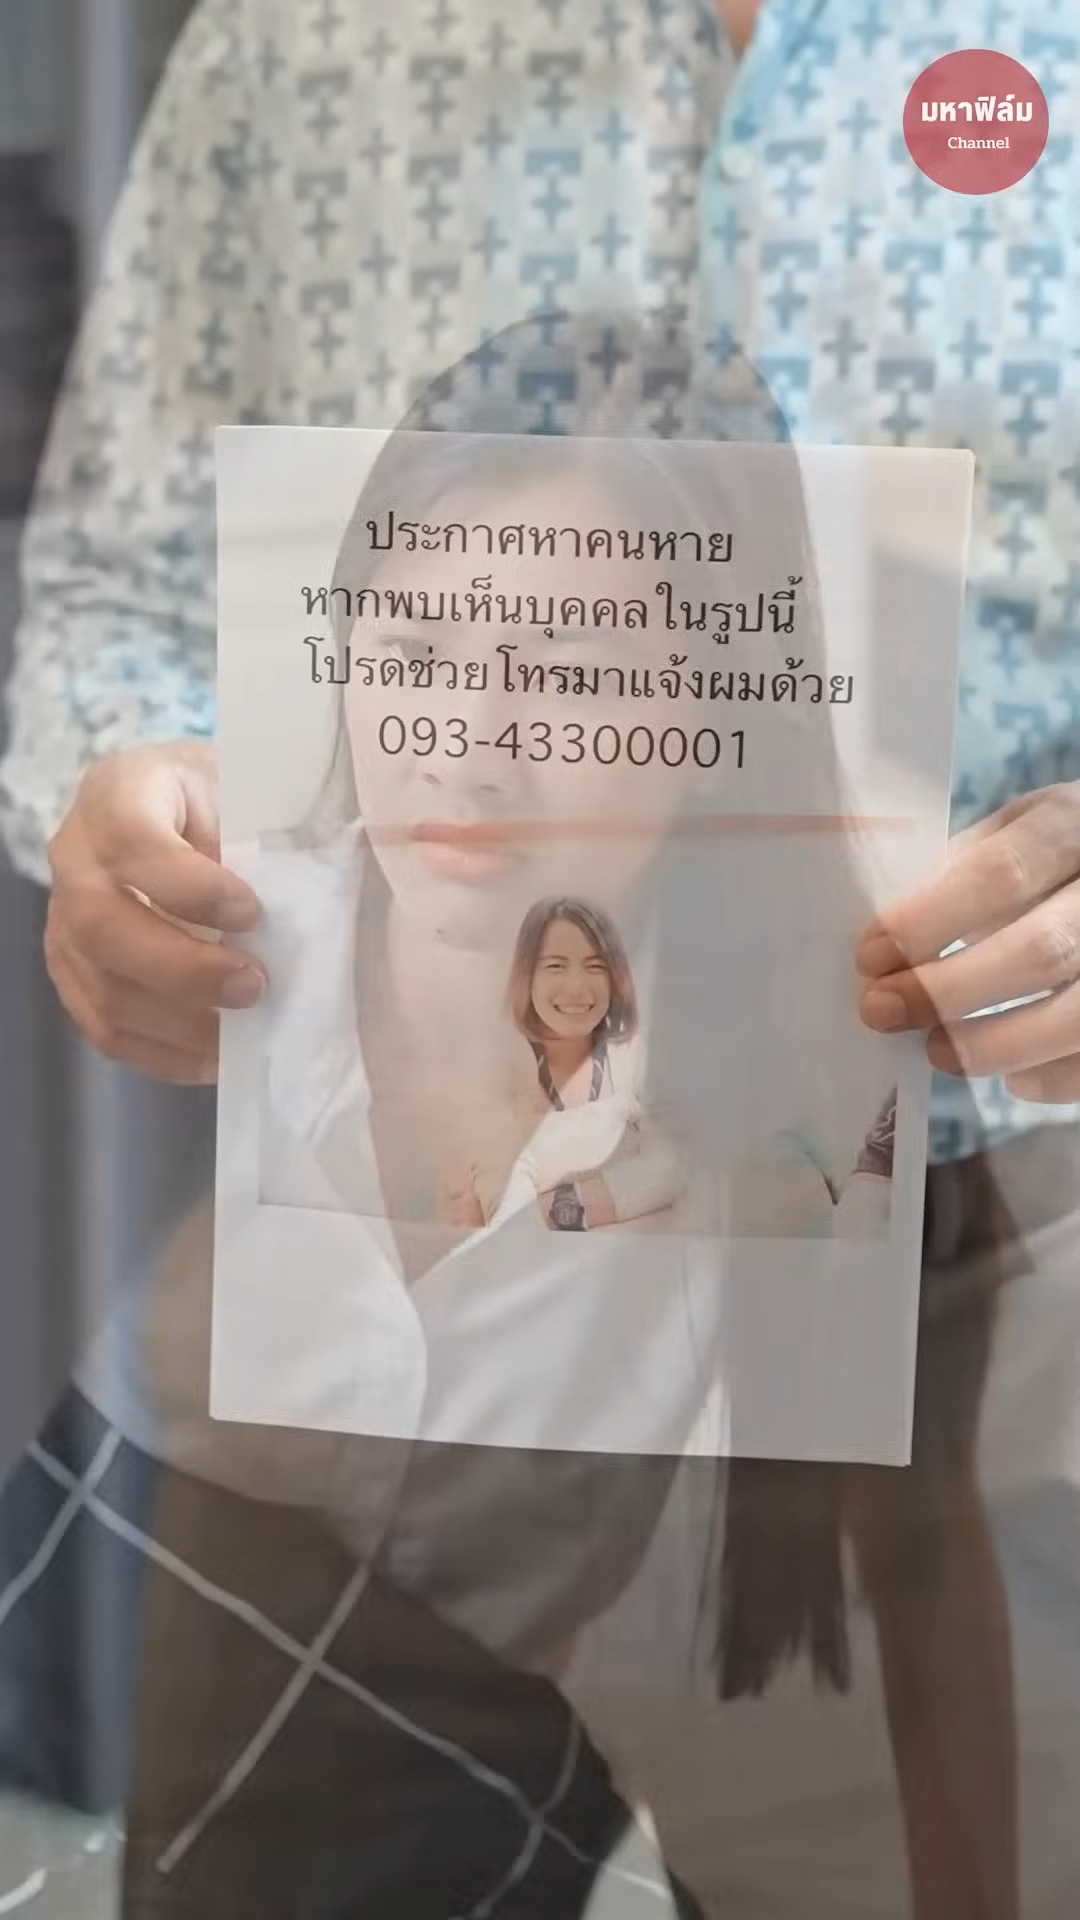 มหาฟิล์ม
Channel
ประกาศหาคนหาย
หากพบเห็นบุคคลในรูปนี้
โปรดช่วยโทรมาแจ้งผมด้วย
093-43300001